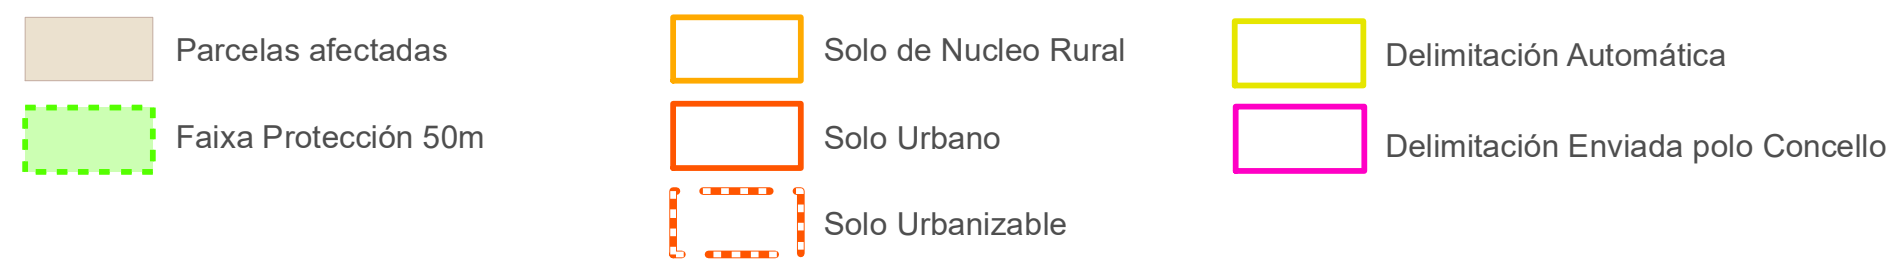 Parcelas afectadas
Faixa Protección 50m
Solo de Nucleo Rural
Solo Urbano
Solo Urbanizable
Delimitación Automática
Delimitación Enviada polo Concello